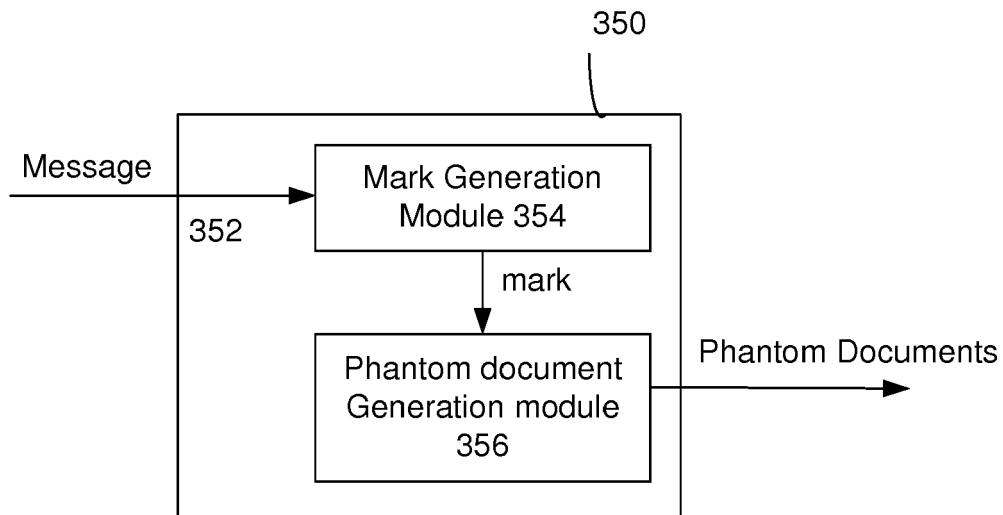 350
Message
352
Mark Generation
Module 354
mark
Phantom document
Generation module
356
Phantom Documents